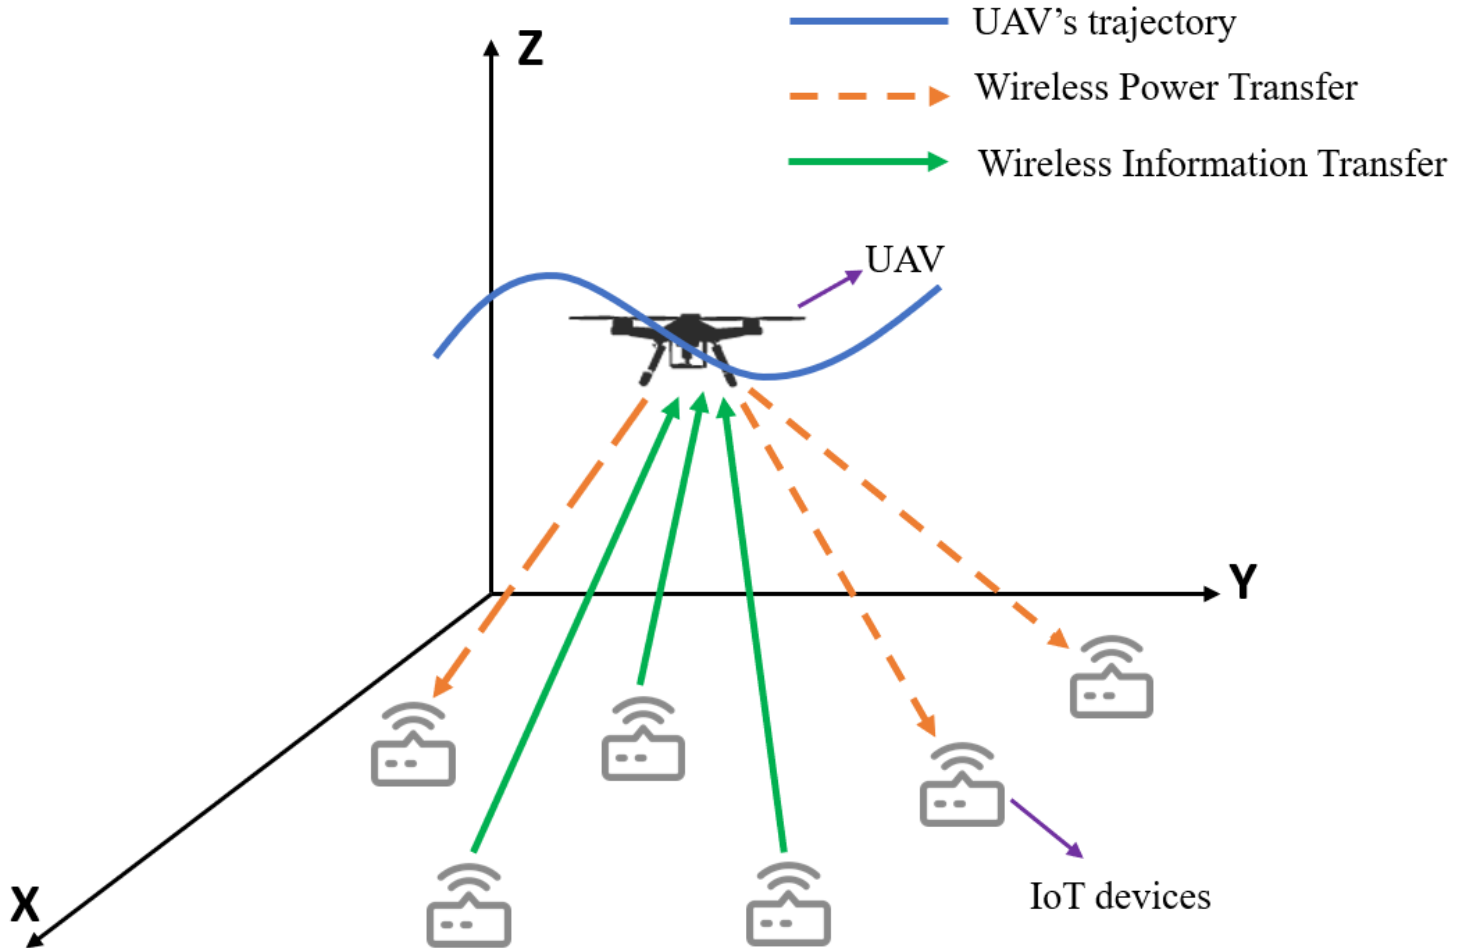 UAV's trajectory
Z
Wireless Power Transfer
Wireless Information Transfer
UAV
Y
X
IoT devices